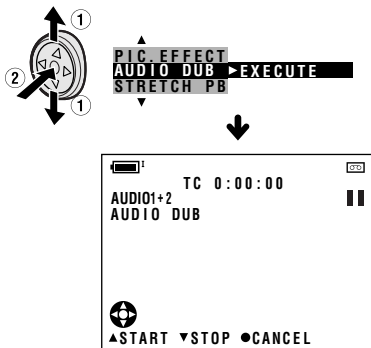 ①
②
①
PIC.EFFECT
AUDIO DUB ►EXECUTE
STRETCH PB
I
TC 0:00:00
AUDIO1+2
AUDIO DUB
▲START ▼STOP ●CANCEL